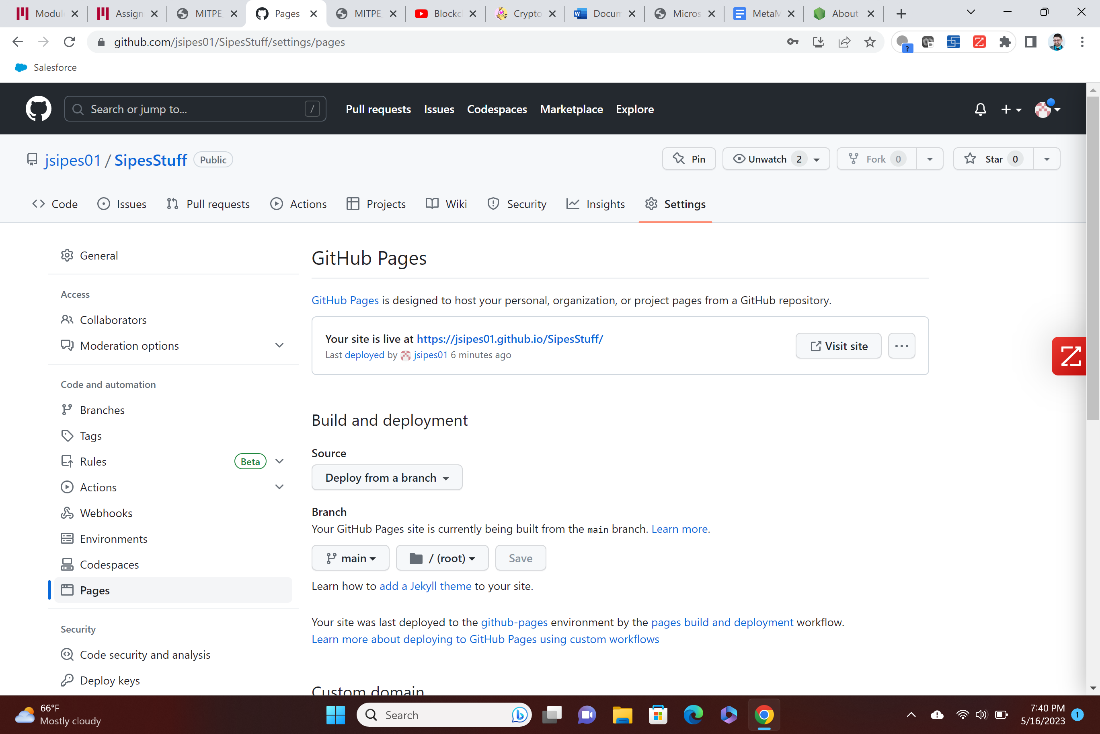 Modul
Assign
MITPE
Pages
MITPE
Blockc
Crypto
Docum
Micros
MetaM
About
github.com/jsipes01/SipesStuff/settings/pages
Salesforce
Search or jump to...
/
Pull requests
Issues
Codespaces
Marketplace
Explore
jsipes01 / SipesStuff
Public
Pin
Unwatch 2
Fork 0
Star 0
Code
Issues
Pull requests
Actions
Projects
Wiki
Security
Insights
Settings
General
Access
Collaborators
Moderation options
Code and automation
Branches
Tags
Rules
Beta
Actions
Webhooks
Environments
Codespaces
Pages
Security
Code security and analysis
Deploy keys
GitHub Pages
GitHub Pages is designed to host your personal, organization, or project pages from a GitHub repository.
Your site is live at https://jsipes01.github.io/SipesStuff/
Last deployed by jsipes01 6 minutes ago
Visit site
Build and deployment
Source
Deploy from a branch
Branch
Your GitHub Pages site is currently being built from the main branch. Learn more.
main
/ (root)
Save
Learn how to add a Jekyll theme to your site.
Your site was last deployed to the github-pages environment by the pages build and deployment workflow.
Learn more about deploying to GitHub Pages using custom workflows
Custom domain
66°F
Mostly cloudy
Search
7:40 PM
5/16/2023
1